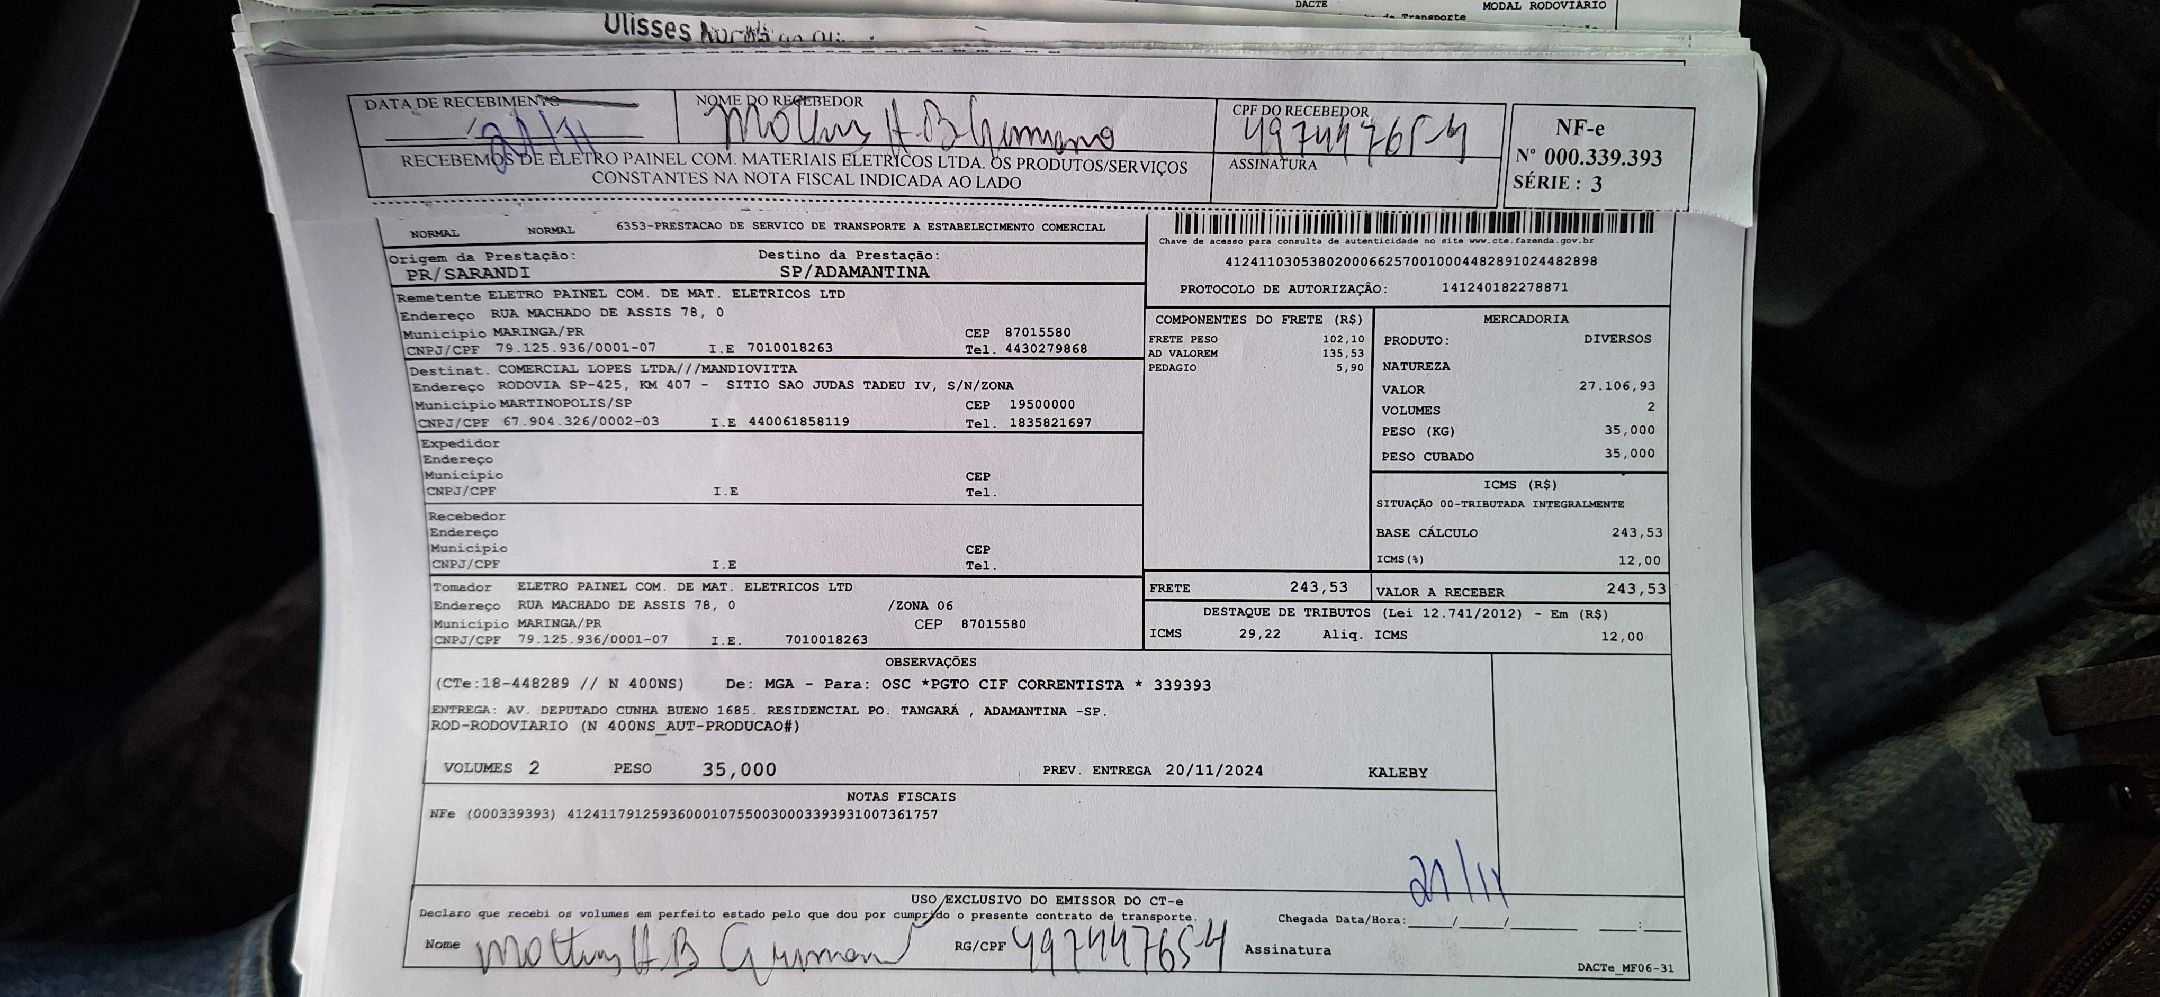 DACTE
MODAL RODOVIÁRIO
de Transporte
Ulisses
DATA DE RECEBIMENTO
21/11
NOME DO RECEBEDOR
CPF DO RECEBEDOR
ASSINATURA
RECEBEMOS DE ELETRO PAINEL COM. MATERIAIS ELETRICOS LTDA. OS PRODUTOS/SERVIÇOS
CONSTANTES NA NOTA FISCAL INDICADA AO LADO
NF-e
Nº 000.339.393
SÉRIE : 3
NORMAL NORMAL 6353-PRESTACAO DE SERVICO DE TRANSPORTE A ESTABELECIMENTO COMERCIAL
Chave de acesso para consulta de autenticidade no site www.cte.fazenda.gov.br
41241103053802000662570010004482891024482898
PROTOCOLO DE AUTORIZAÇÃO: 141240182278871
Origem da Prestação: Destino da Prestação:
PR/SARANDI SP/ADAMANTINA
Remetente ELETRO PAINEL COM. DE MAT. ELETRICOS LTD
Endereço RUA MACHADO DE ASSIS 78, 0
Município MARINGA/PR CEP 87015580
CNPJ/CPF 79.125.936/0001-07 I.E 7010018263 Tel. 4430279868
Destinat. COMERCIAL LOPES LTDA///MANDIOVITTA
Endereço RODOVIA SP-425, KM 407 - SITIO SAO JUDAS TADEU IV, S/N/ZONA
Município MARTINOPOLIS/SP CEP 19500000
CNPJ/CPF 67.904.326/0002-03 I.E 440061858119 Tel. 1835821697
Expedidor
Endereço
Município CEP
CNPJ/CPF I.E Tel.
Recebedor
Endereço
Município CEP
CNPJ/CPF I.E Tel.
Tomador ELETRO PAINEL COM. DE MAT. ELETRICOS LTD
Endereço RUA MACHADO DE ASSIS 78, 0 /ZONA 06
Município MARINGA/PR CEP 87015580
CNPJ/CPF 79.125.936/0001-07 I.E. 7010018263
COMPONENTES DO FRETE (R$)
FRETE PESO 102,10
AD VALOREM 135,53
PEDAGIO 5,90
MERCADORIA
PRODUTO: DIVERSOS
NATUREZA
VALOR 27.106,93
VOLUMES 2
PESO (KG) 35,000
PESO CUBADO 35,000
ICMS (R$)
SITUAÇÃO 00-TRIBUTADA INTEGRALMENTE
BASE CÁLCULO 243,53
ICMS(%) 12,00
FRETE 243,53 VALOR A RECEBER 243,53
DESTAQUE DE TRIBUTOS (Lei 12.741/2012) - Em (R$)
ICMS 29,22 Aliq. ICMS 12,00
OBSERVAÇÕES
(CTe:18-448289 // N 400NS) De: MGA - Para: OSC *PGTO CIF CORRENTISTA * 339393
ENTREGA: AV. DEPUTADO CUNHA BUENO 1685. RESIDENCIAL PO. TANGARÁ , ADAMANTINA -SP.
ROD-RODOVIARIO (N 400NS_AUT-PRODUCAO#)
VOLUMES 2 PESO 35,000 PREV. ENTREGA 20/11/2024 KALEBY
NOTAS FISCAIS
NFe (000339393) 41241179125936000107550030003393931007361757
21/11
USO EXCLUSIVO DO EMISSOR DO CT-e
Declaro que recebi os volumes em perfeito estado pelo que dou por cumprido o presente contrato de transporte.
Chegada Data/Hora:
Nome
RG/CPF
Assinatura
DACTe_MF06-31